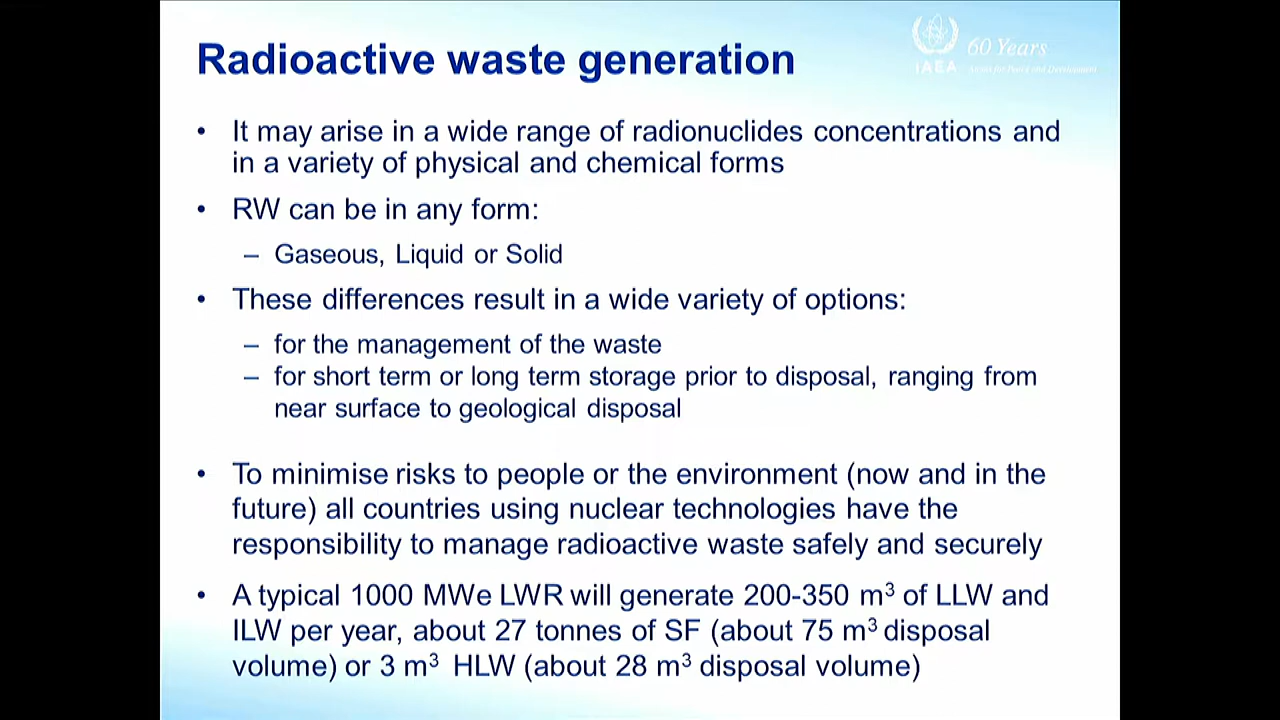 Radioactive waste generation
60 Years
IAEA Atoms for Peace and Development
• It may arise in a wide range of radionuclides concentrations and
in a variety of physical and chemical forms
• RW can be in any form:
– Gaseous, Liquid or Solid
• These differences result in a wide variety of options:
– for the management of the waste
– for short term or long term storage prior to disposal, ranging from
near surface to geological disposal
• To minimise risks to people or the environment (now and in the
future) all countries using nuclear technologies have the
responsibility to manage radioactive waste safely and securely
• A typical 1000 MWe LWR will generate 200-350 m³ of LLW and
ILW per year, about 27 tonnes of SF (about 75 m³ disposal
volume) or 3 m³ HLW (about 28 m³ disposal volume)